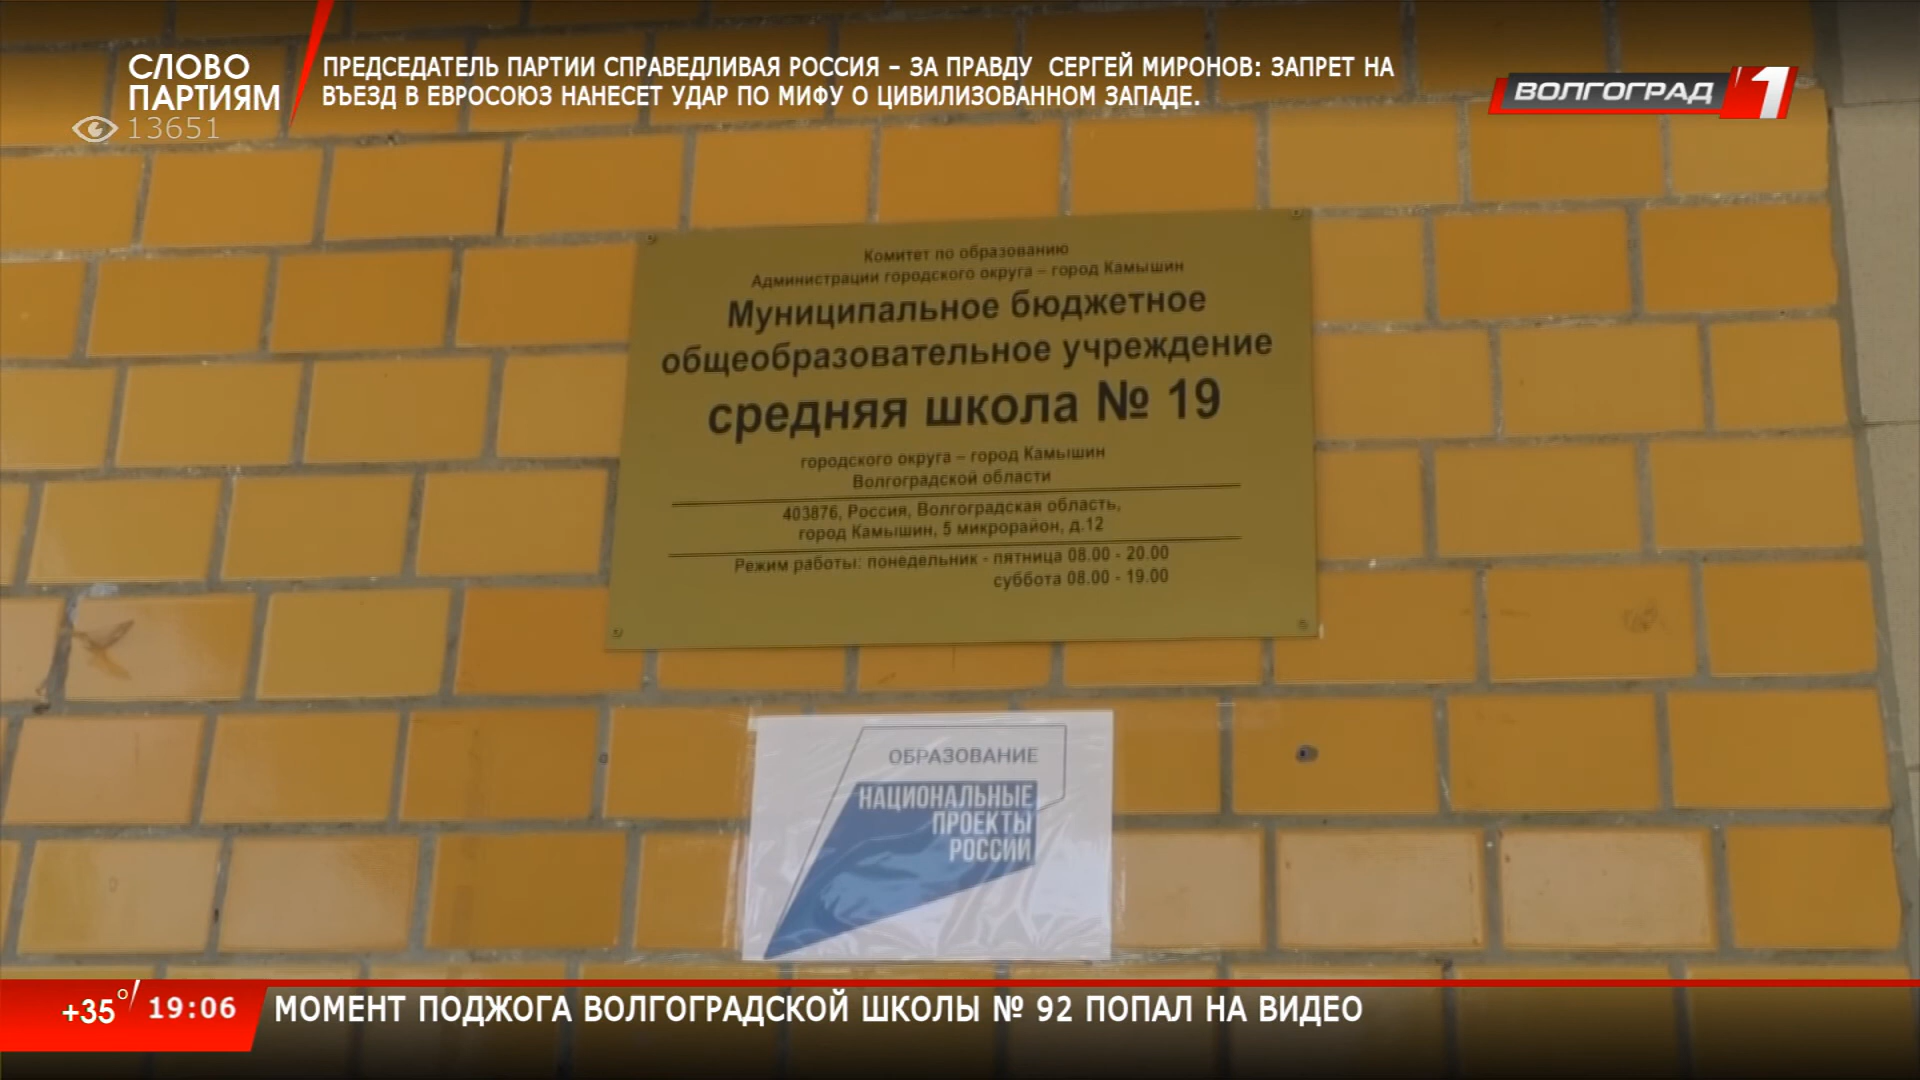 СЛОВО
ПАРТИЯМ
13651
ПРЕДСЕДАТЕЛЬ ПАРТИИ СПРАВЕДЛИВАЯ РОССИЯ – ЗА ПРАВДУ СЕРГЕЙ МИРОНОВ: ЗАПРЕТ НА
ВЪЕЗД В ЕВРОСОЮЗ НАНЕСЕТ УДАР ПО МИФУ О ЦИВИЛИЗОВАННОМ ЗАПАДЕ.
ВОЛГОГРАД 1
Комитет по образованию
Администрации городского округа – город Камышин
Муниципальное бюджетное
общеобразовательное учреждение
средняя школа № 19
городского округа – город Камышин
Волгоградской области
403876, Россия, Волгоградская область,
город Камышин, 5 микрорайон, д.12
Режим работы: понедельник - пятница 08.00 - 20.00
суббота 08.00 - 19.00
ОБРАЗОВАНИЕ
НАЦИОНАЛЬНЫЕ
ПРОЕКТЫ
РОССИИ
+35° 19:06 МОМЕНТ ПОДЖОГА ВОЛГОГРАДСКОЙ ШКОЛЫ № 92 ПОПАЛ НА ВИДЕО